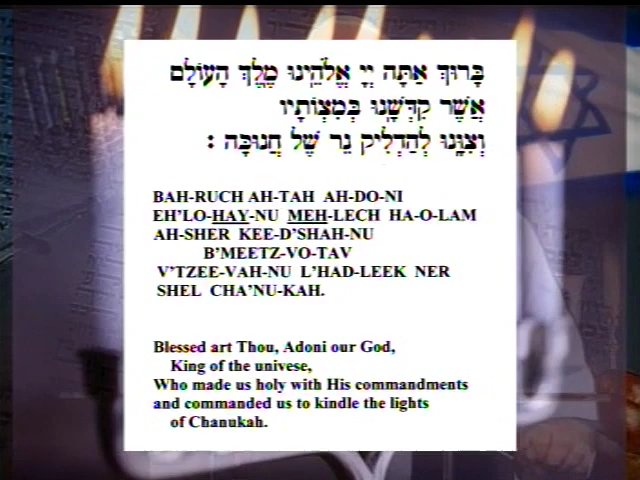 בָּרוּךְ אַתָּה יְיָ אֱלֹהֵֽינוּ מֶֽלֶךְ הָעוֹלָם
אֲשֶׁר קִדְּשָֽׁנוּ בְּמִצְוֹתָיו
וְצִוָּֽנוּ לְהַדְלִיק נֵר שֶׁל חֲנוּכָּה :
BAH-RUCH AH-TAH AH-DO-NI
EH'LO-HAY-NU MEH-LECH HA-O-LAM
AH-SHER KEE-D'SHAH-NU
B'MEETZ-VO-TAV
V'TZEE-VAH-NU L'HAD-LEEK NER
SHEL CHA'NU-KAH.
Blessed art Thou, Adoni our God,
King of the univese,
Who made us holy with His commandments
and commanded us to kindle the lights
of Chanukah.